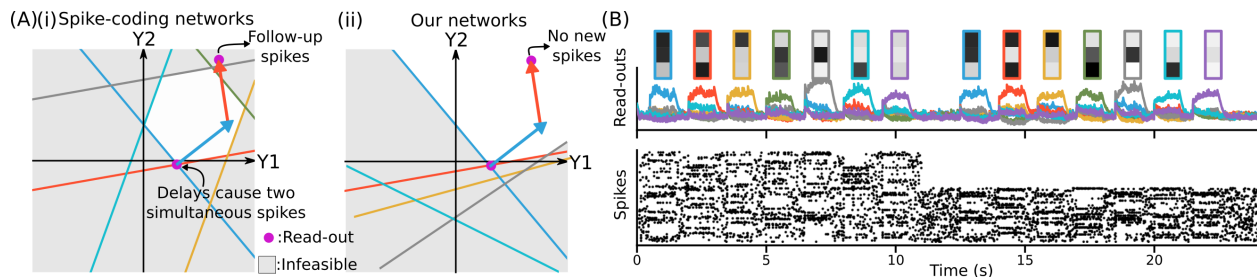 (A)(i)Spike-coding networks
Y2
Follow-up
spikes
Y1
Delays cause two
simultaneous spikes
:Read-out
:Infeasible
(ii)
Our networks
Y2
No new
spikes
Y1
(B)
Read-outs
Spikes
0 5 10 15 20
Time (s)